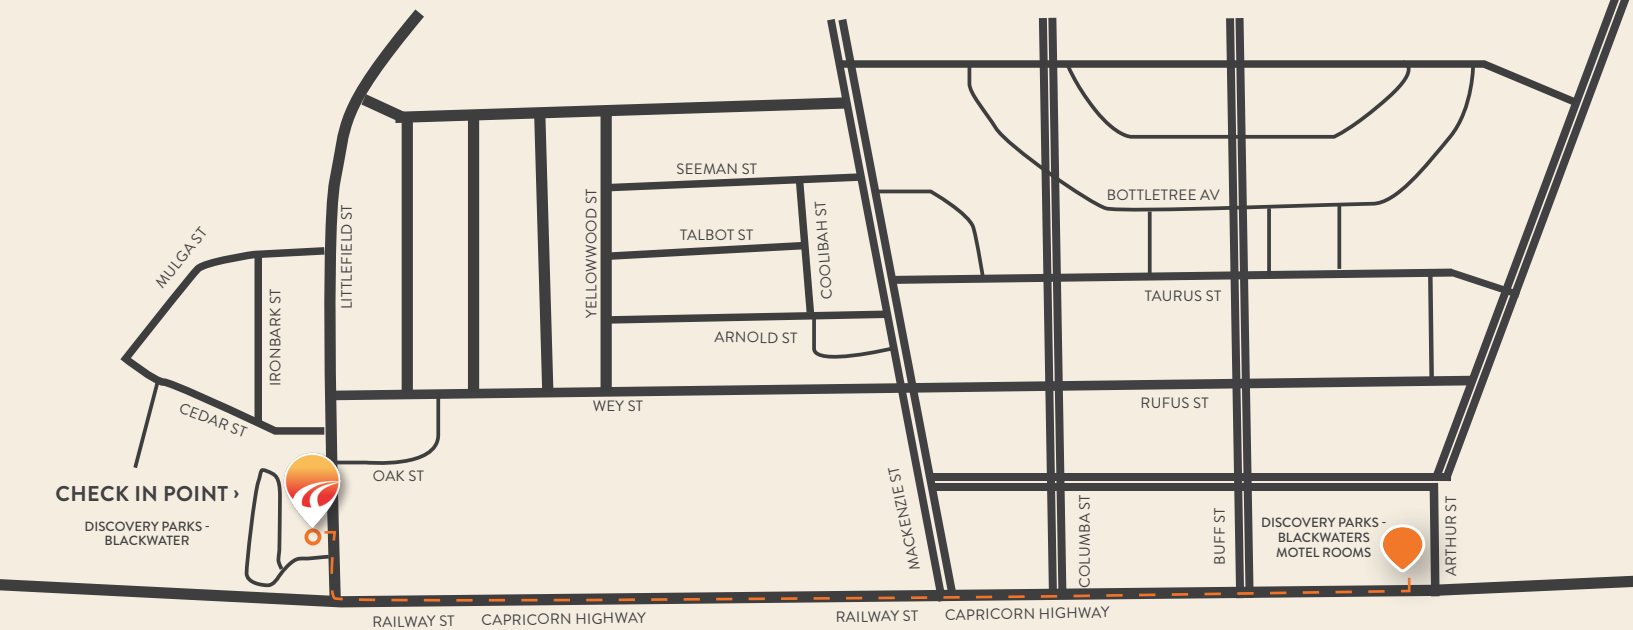 SEEMAN ST
BOTTLETREE AV
YELLOWWOOD ST
LITTLEFIELD ST
COOLIBAH ST
MULGA ST
TALBOT ST
IRONBARK ST
TAURUS ST
ARNOLD ST
CEDAR ST
WEY ST
RUFUS ST
OAK ST
MACKENZIE ST
CHECK IN POINT ›
DISCOVERY PARKS -
BLACKWATER
COLUMBA ST
BUFF ST
DISCOVERY PARKS -
BLACKWATERS
MOTEL ROOMS
ARTHUR ST
RAILWAY ST
CAPRICORN HIGHWAY
RAILWAY ST
CAPRICORN HIGHWAY